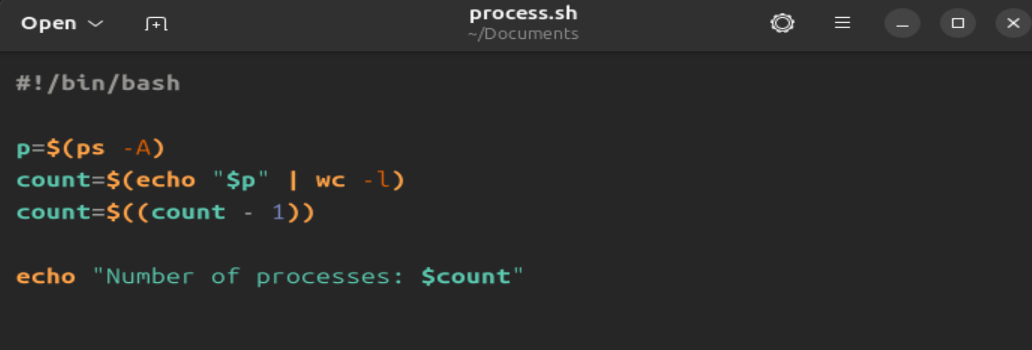 Open
process.sh
~/Documents
#!/bin/bash
p=$(ps -A)
count=$(echo "$p" | wc -l)
count=$((count - 1))
echo "Number of processes: $count"